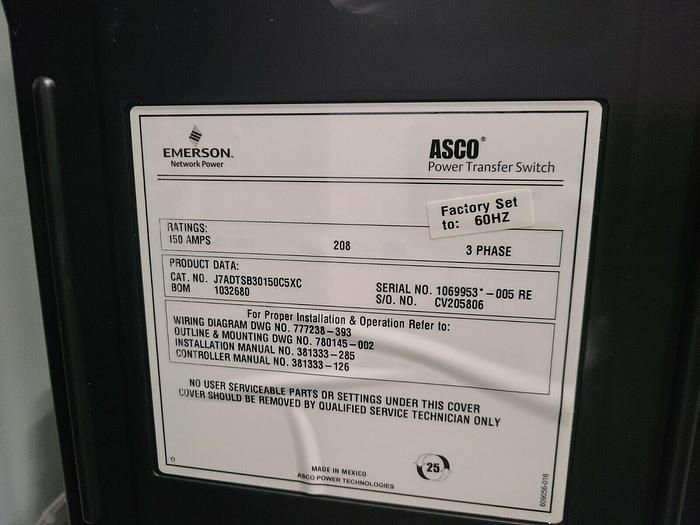 EMERSON.
Network Power
ASCO®
Power Transfer Switch
Factory Set
to: 60HZ
RATINGS:
150 AMPS 208 3 PHASE
PRODUCT DATA:
CAT. NO. J7ADTSB30150C5XC SERIAL NO. 1069953*-005 RE
BOM 1032680 S/O. NO. CV205806
For Proper Installation & Operation Refer to:
WIRING DIAGRAM DWG NO. 777238-393
OUTLINE & MOUNTING DWG NO. 780145-002
INSTALLATION MANUAL NO. 381333-285
CONTROLLER MANUAL NO. 381333-126
NO USER SERVICEABLE PARTS OR SETTINGS UNDER THIS COVER
COVER SHOULD BE REMOVED BY QUALIFIED SERVICE TECHNICIAN ONLY
25
MADE IN MEXICO
ASCO POWER TECHNOLOGIES
609056-016